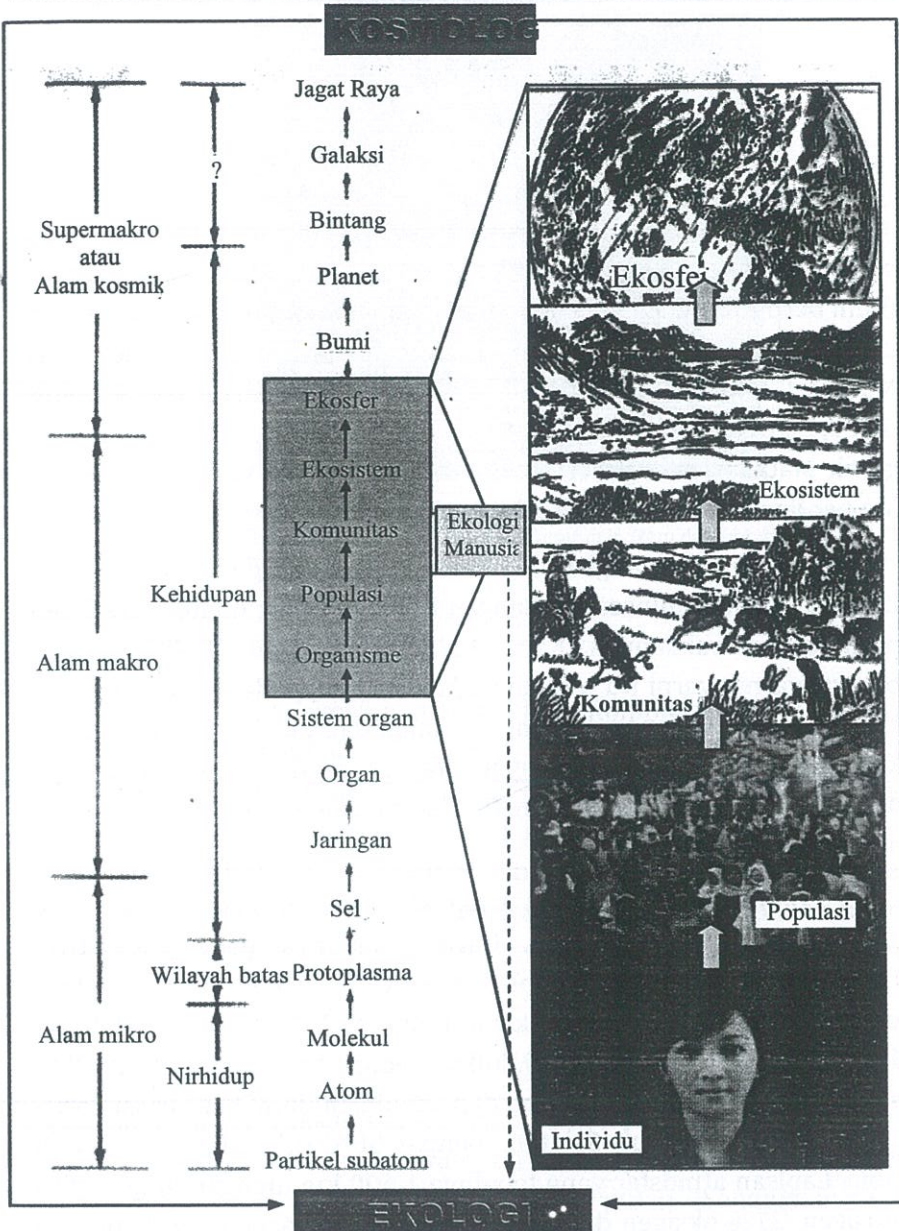 KOSMOLOG
Jagat Raya
Galaksi
Bintang
Planet
Bumi
Ekosfer
Ekosistem
Komunitas
Populasi
Organisme
Sistem organ
Organ
Jaringan
Sel
Protoplasma
Molekul
Atom
Partikel subatom
Supermakro
atau
Alam kosmik
Alam makro
Alam mikro
?
Kehidupan
Wilayah batas
Nirhidup
Ekologi
Manusia
Ekosfer
Ekosistem
Komunitas
Populasi
Individu
EKOLOGI